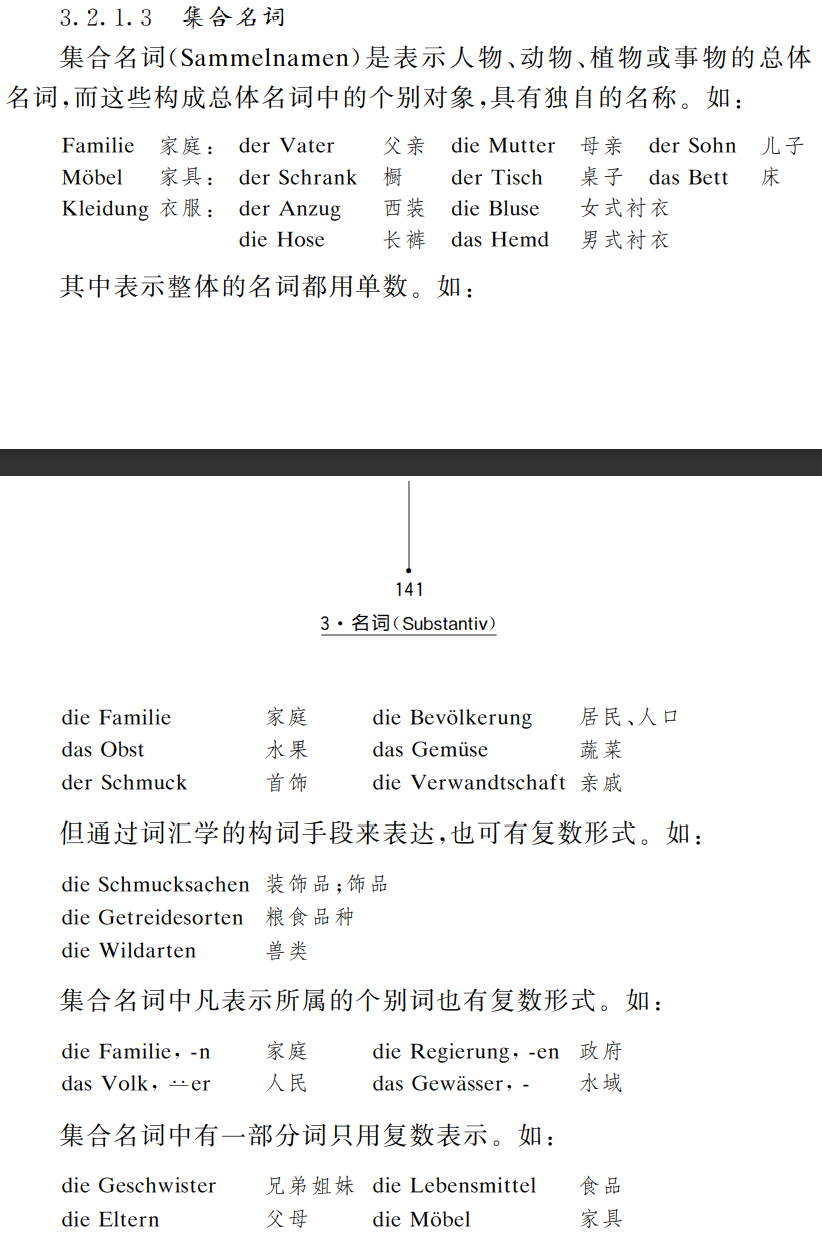 3.2.1.3 集合名词
集合名词(Sammelnamen)是表示人物、动物、植物或事物的总体
名词,而这些构成总体名词中的个别对象,具有独自的名称。如:
Familie 家庭: der Vater 父亲 die Mutter 母亲 der Sohn 儿子
Möbel 家具: der Schrank 橱 der Tisch 桌子 das Bett 床
Kleidung 衣服: der Anzug 西装 die Bluse 女式衬衣
die Hose 长裤 das Hemd 男式衬衣
其中表示整体的名词都用单数。如:
141
3·名词(Substantiv)
die Familie 家庭 die Bevölkerung 居民、人口
das Obst 水果 das Gemüse 蔬菜
der Schmuck 首饰 die Verwandtschaft 亲戚
但通过词汇学的构词手段来表达,也可有复数形式。如:
die Schmucksachen 装饰品;饰品
die Getreidesorten 粮食品种
die Wildarten 兽类
集合名词中凡表示所属的个别词也有复数形式。如:
die Familie, -n 家庭 die Regierung, -en 政府
das Volk, ⸚er 人民 das Gewässer, - 水域
集合名词中有一部分词只用复数表示。如:
die Geschwister 兄弟姐妹 die Lebensmittel 食品
die Eltern 父母 die Möbel 家具